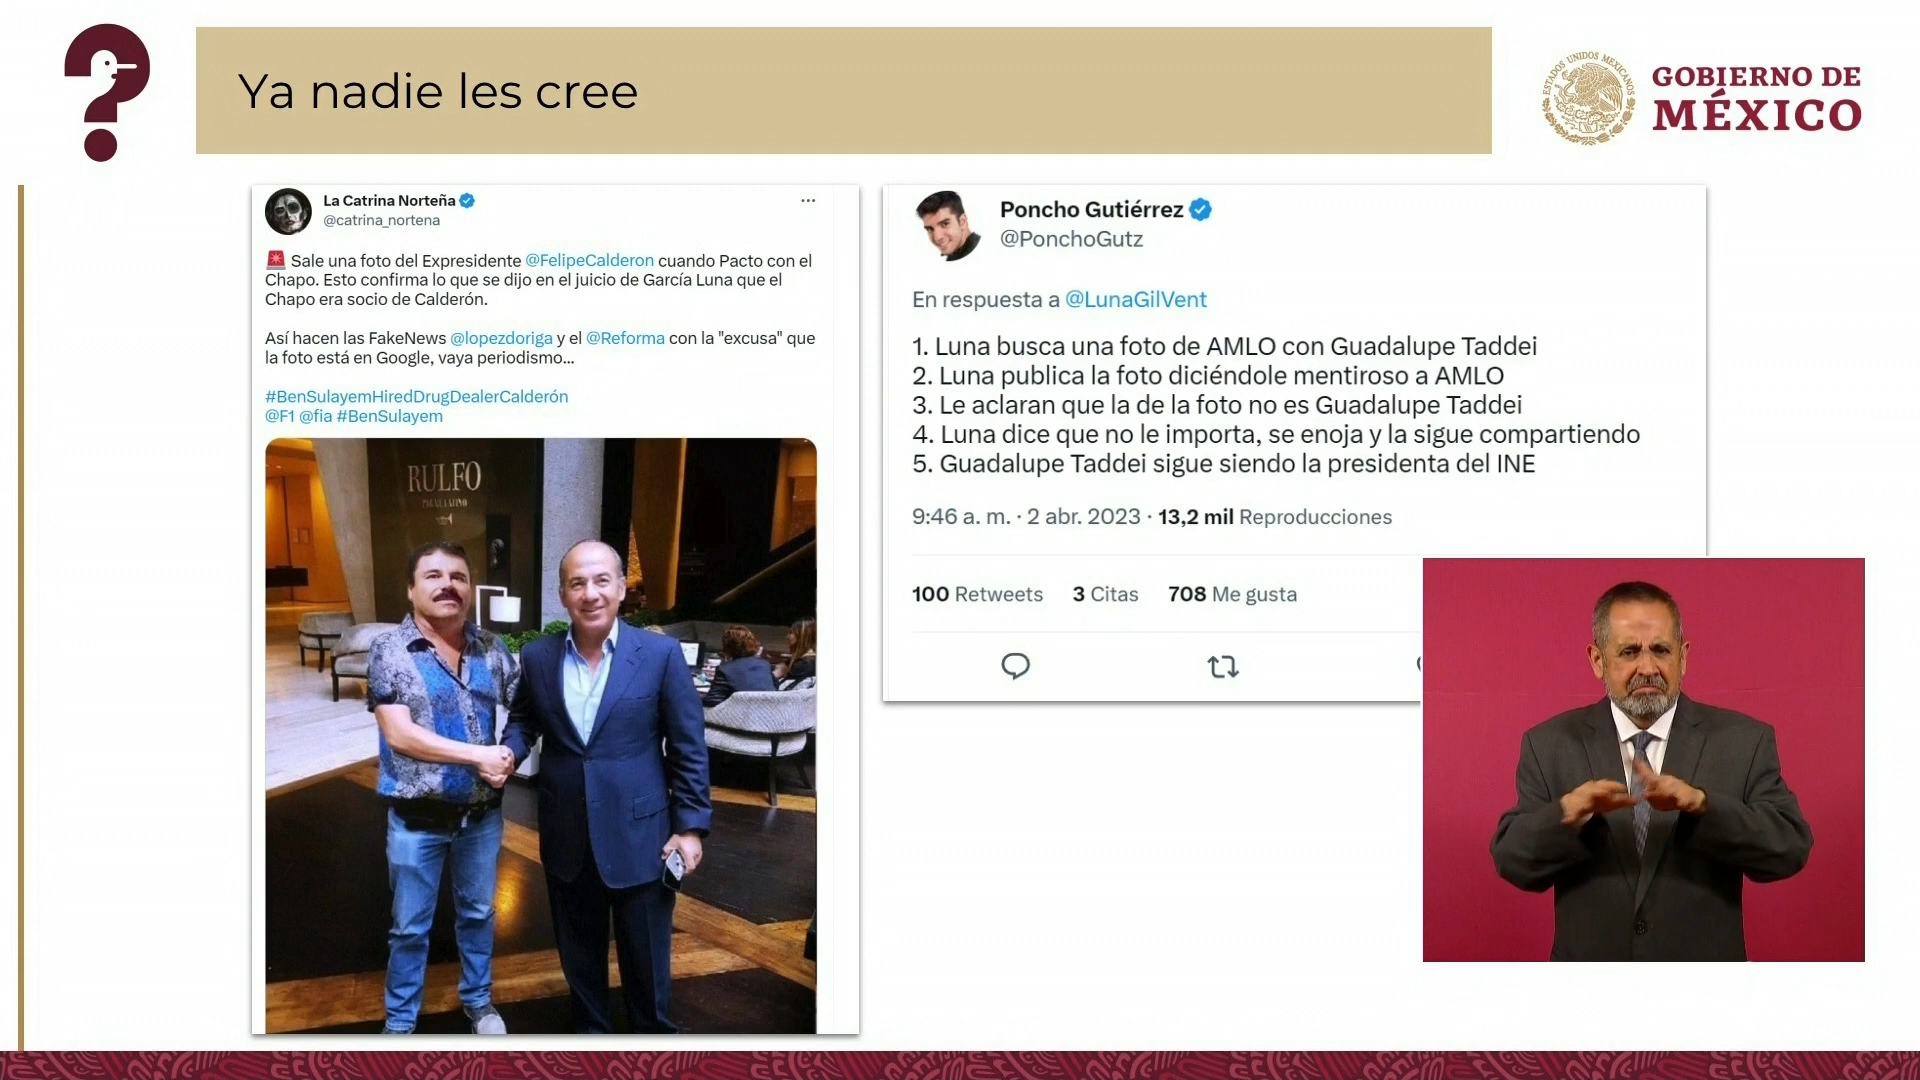 Ya nadie les cree
ESTADOS UNIDOS MEXICANOS
GOBIERNO DE
MÉXICO
La Catrina Norteña
@catrina_nortena
Sale una foto del Expresidente @FelipeCalderon cuando Pacto con el
Chapo. Esto confirma lo que se dijo en el juicio de García Luna que el
Chapo era socio de Calderón.
Así hacen las FakeNews @lopezdoriga y el @Reforma con la "excusa" que
la foto está en Google, vaya periodismo...
#BenSulayemHiredDrugDealerCalderón
@F1 @fia #BenSulayem
RULFO
Poncho Gutiérrez
@PonchoGutz
En respuesta a @LunaGilVent
1. Luna busca una foto de AMLO con Guadalupe Taddei
2. Luna publica la foto diciéndole mentiroso a AMLO
3. Le aclaran que la de la foto no es Guadalupe Taddei
4. Luna dice que no le importa, se enoja y la sigue compartiendo
5. Guadalupe Taddei sigue siendo la presidenta del INE
9:46 a. m. · 2 abr. 2023 · 13,2 mil Reproducciones
100 Retweets 3 Citas 708 Me gusta